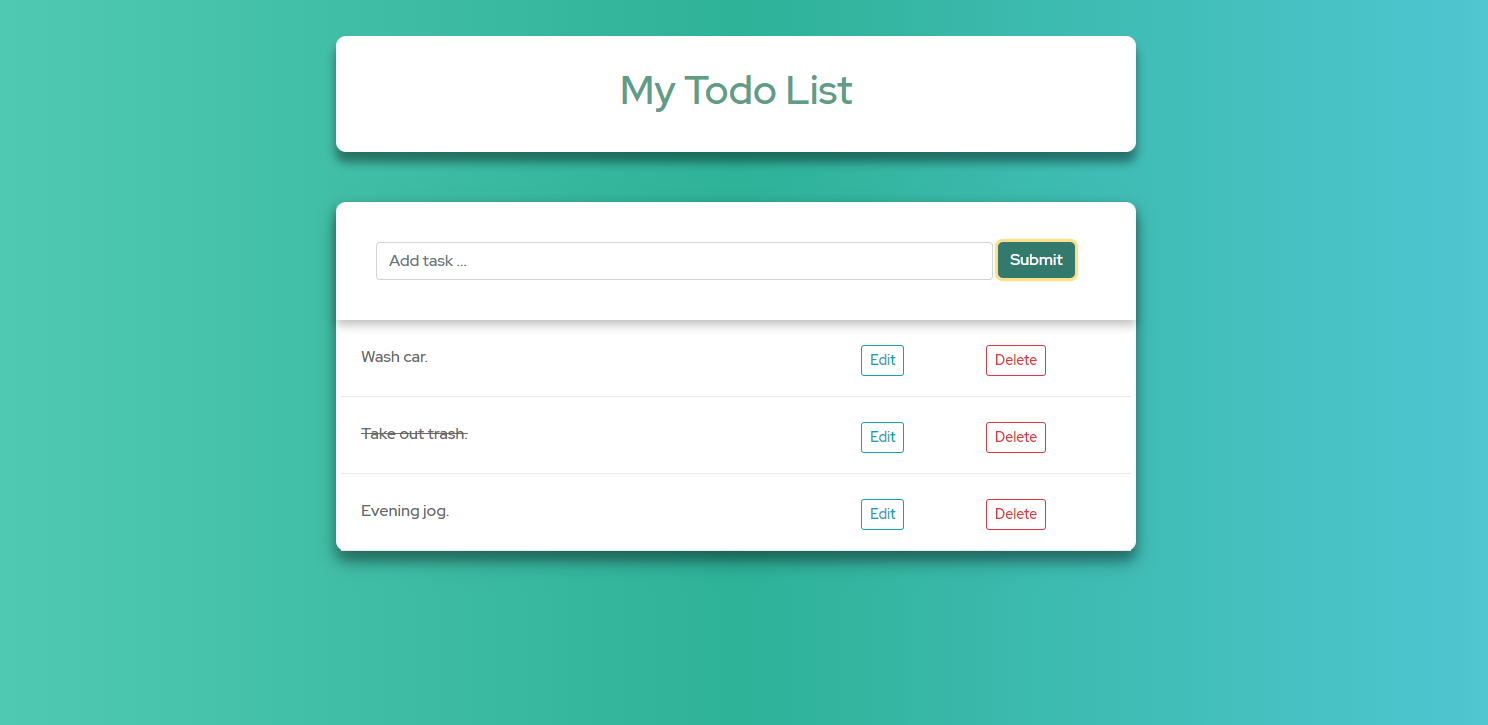 My Todo List
Add task ...
Submit
Wash car.
Edit
Delete
Take out trash.
Edit
Delete
Evening jog.
Edit
Delete